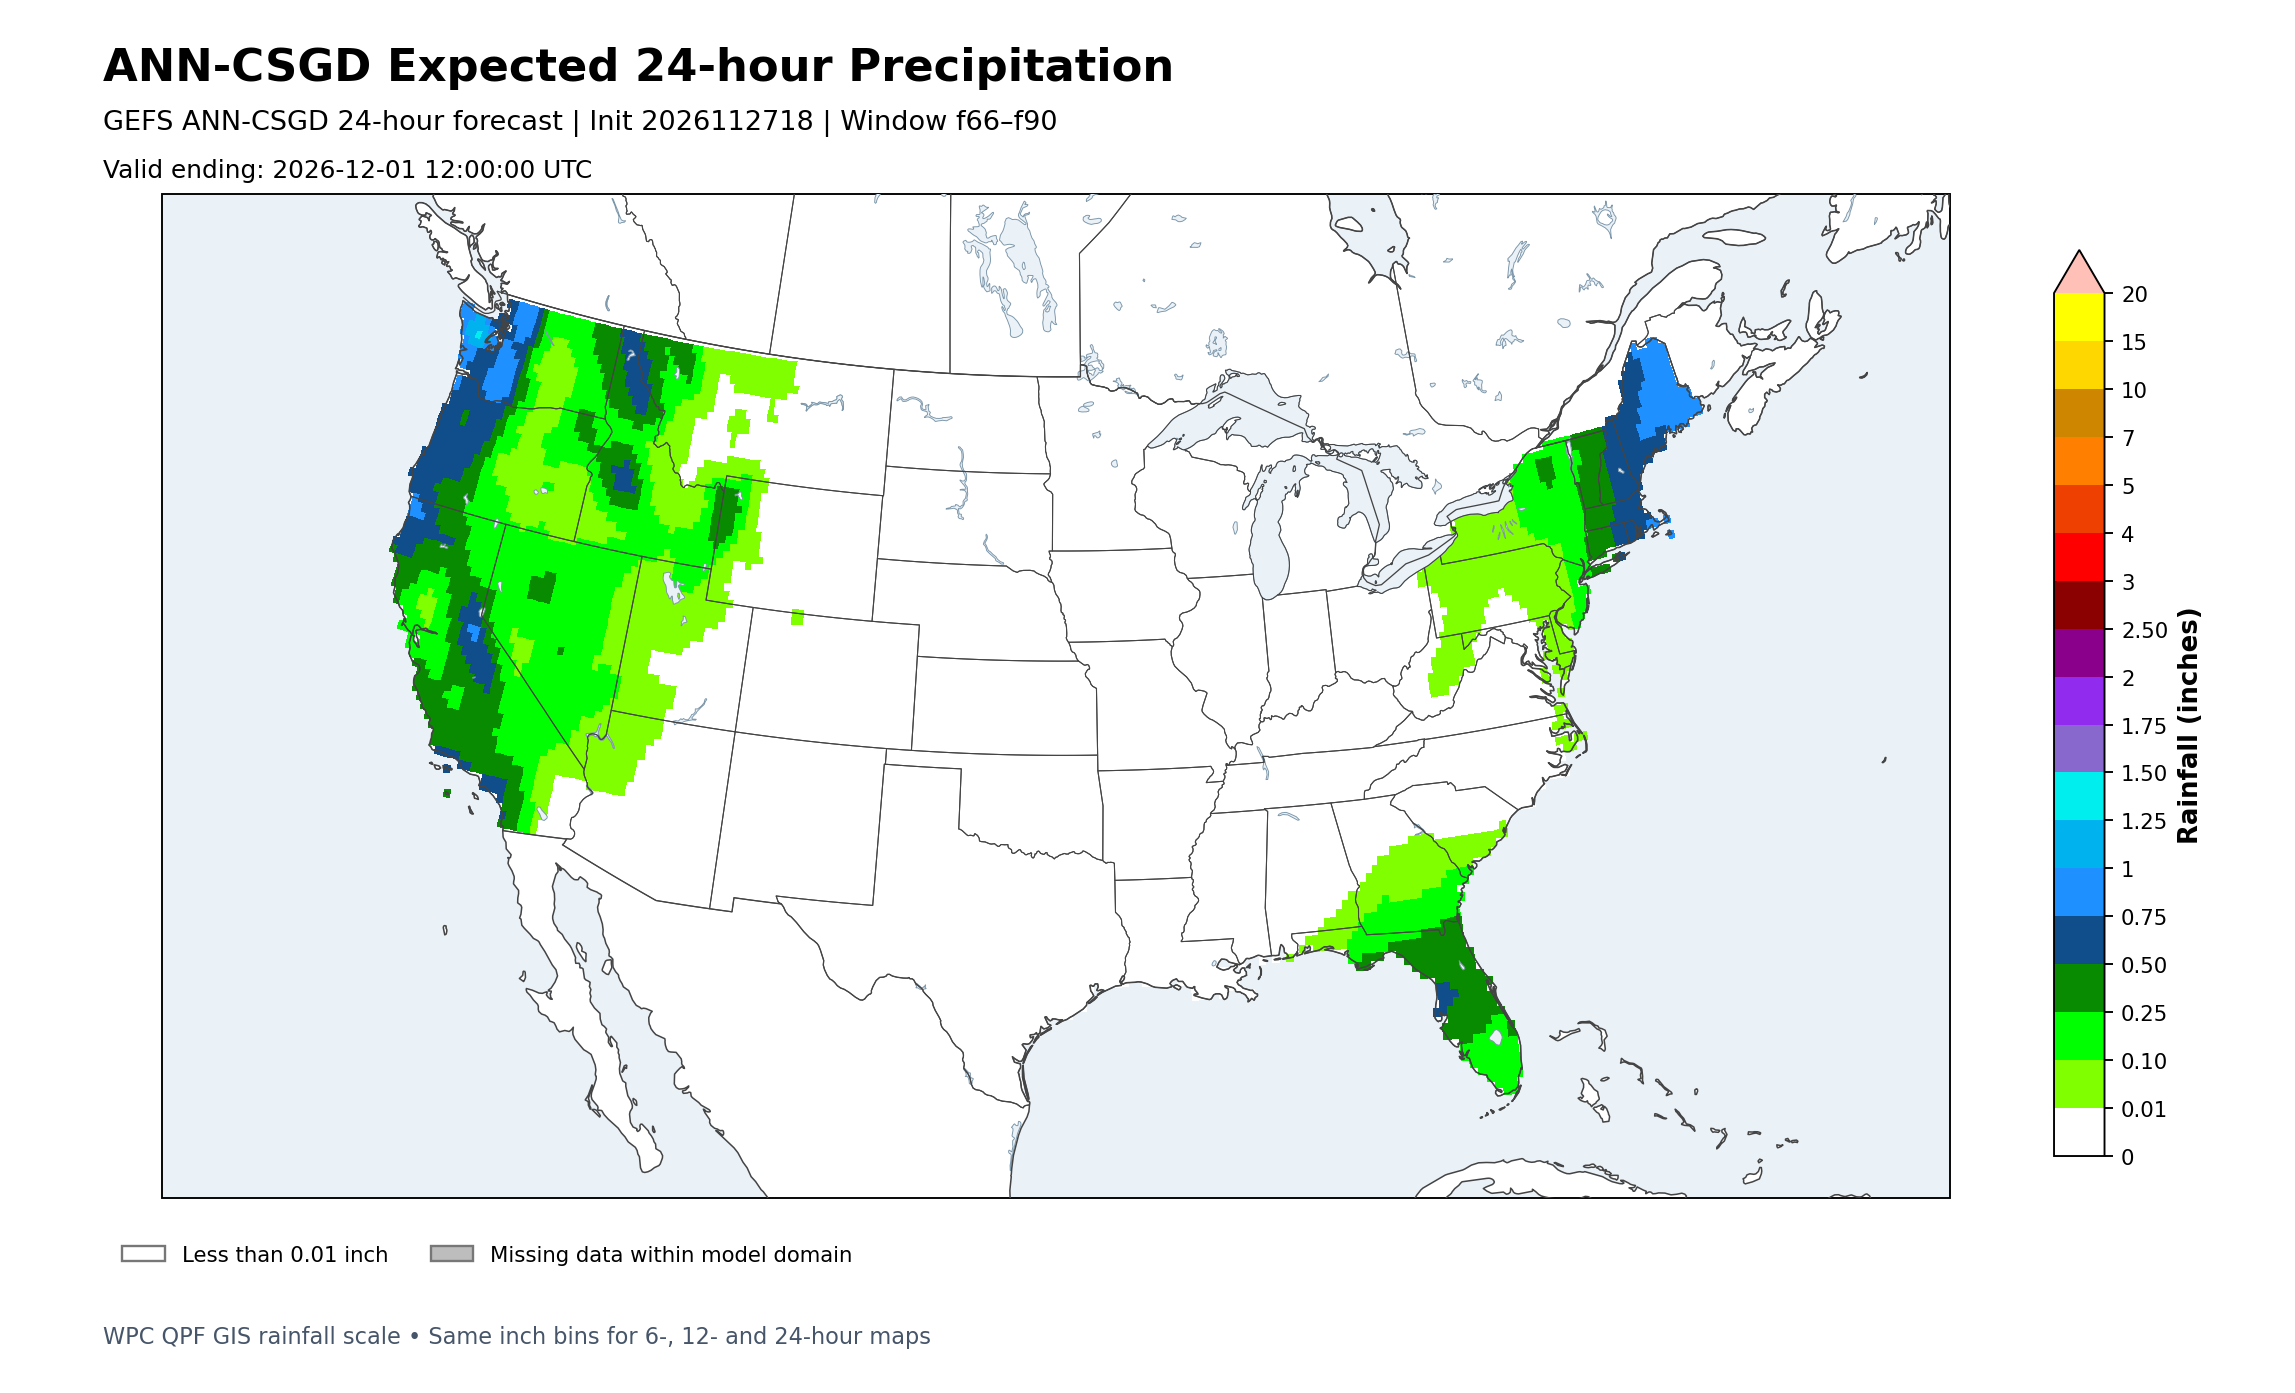 ANN-CSGD Expected 24-hour Precipitation
GEFS ANN-CSGD 24-hour forecast | Init 2026112718 | Window f66–f90
Valid ending: 2026-12-01 12:00:00 UTC
20
15
10
7
5
4
3
2.50
2
1.75
1.50
1.25
1
0.75
0.50
0.25
0.10
0.01
0
Rainfall (inches)
Less than 0.01 inch
Missing data within model domain
WPC QPF GIS rainfall scale • Same inch bins for 6-, 12- and 24-hour maps